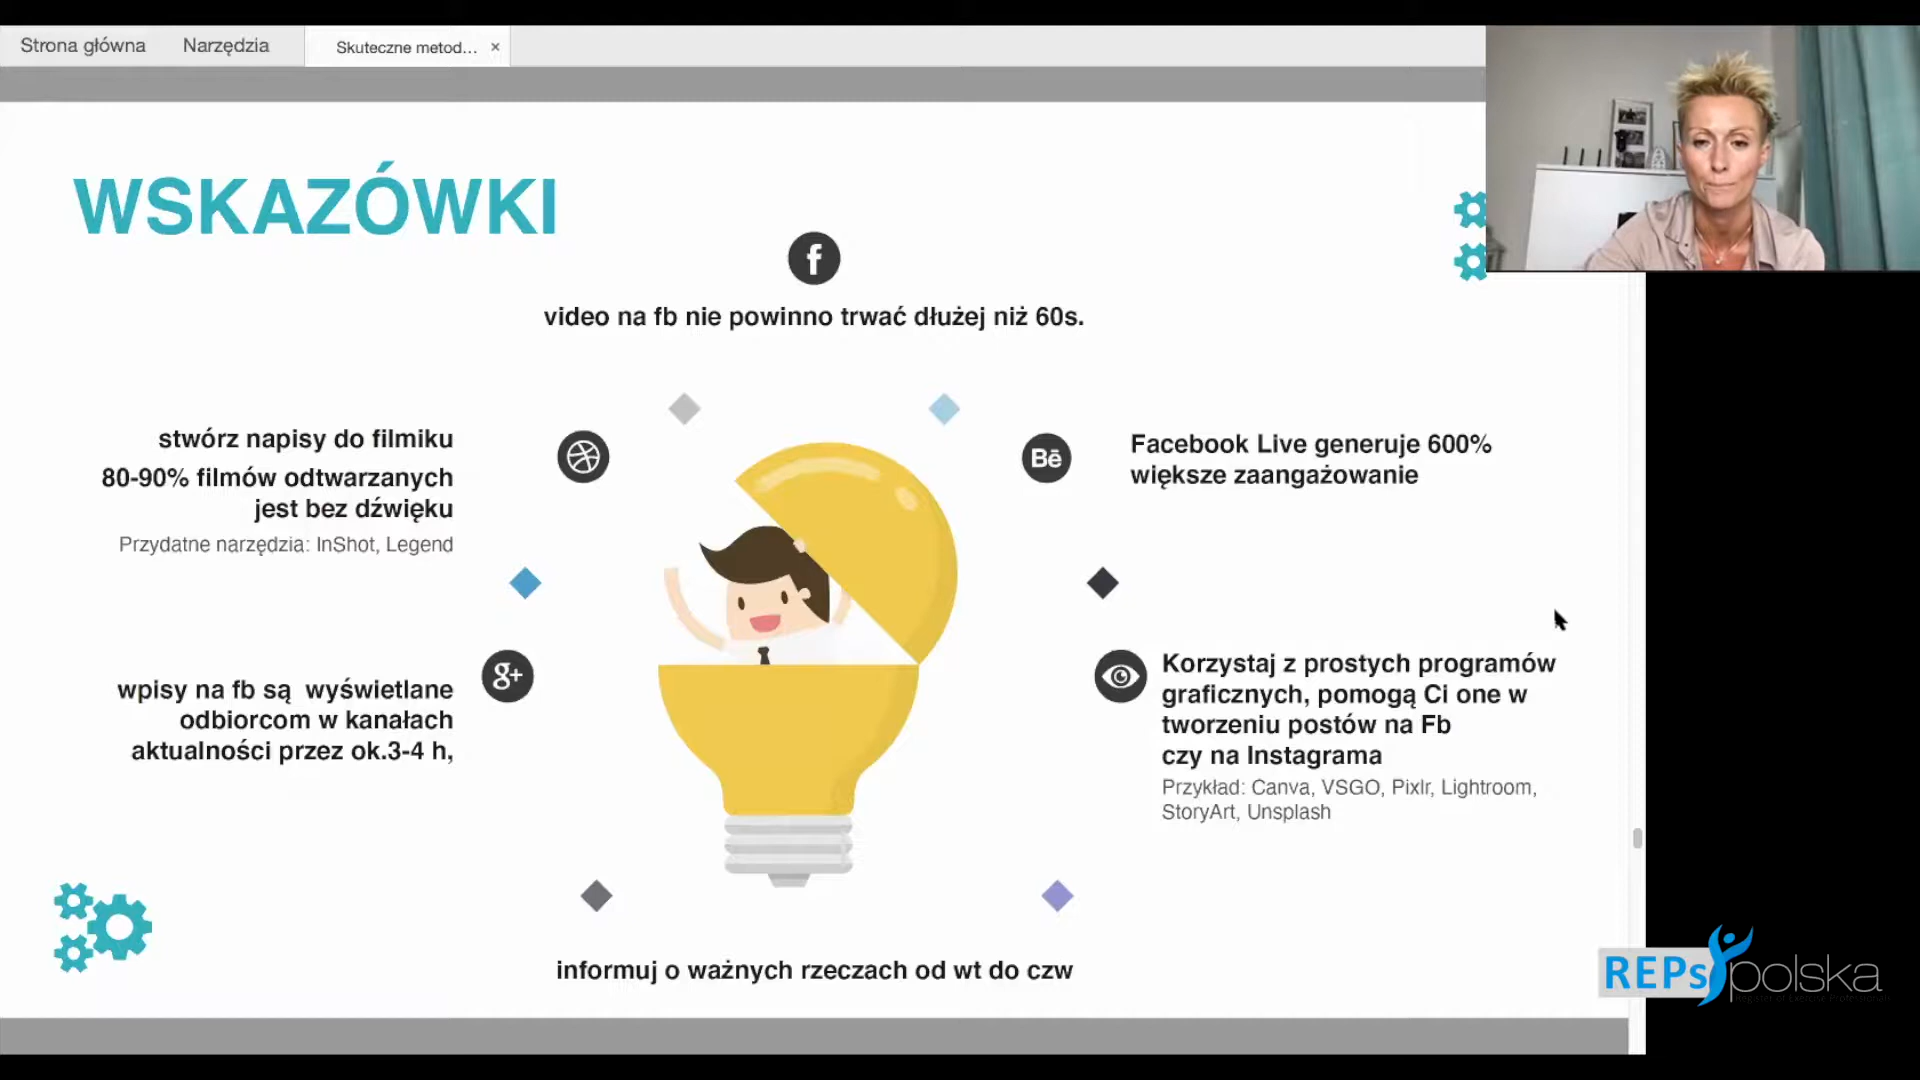 Strona główna
Narzędzia
Skuteczne metod... ×
WSKAZÓWKI
f
video na fb nie powinno trwać dłużej niż 60s.
stwórz napisy do filmiku
80-90% filmów odtwarzanych
jest bez dźwięku
Przydatne narzędzia: InShot, Legend
Bē
Facebook Live generuje 600%
większe zaangażowanie
wpisy na fb są wyświetlane
odbiorcom w kanałach
aktualności przez ok.3-4 h,
g+
Korzystaj z prostych programów
graficznych, pomogą Ci one w
tworzeniu postów na Fb
czy na Instagrama
Przykład: Canva, VSGO, Pixlr, Lightroom,
StoryArt, Unsplash
informuj o ważnych rzeczach od wt do czw
REPs polska